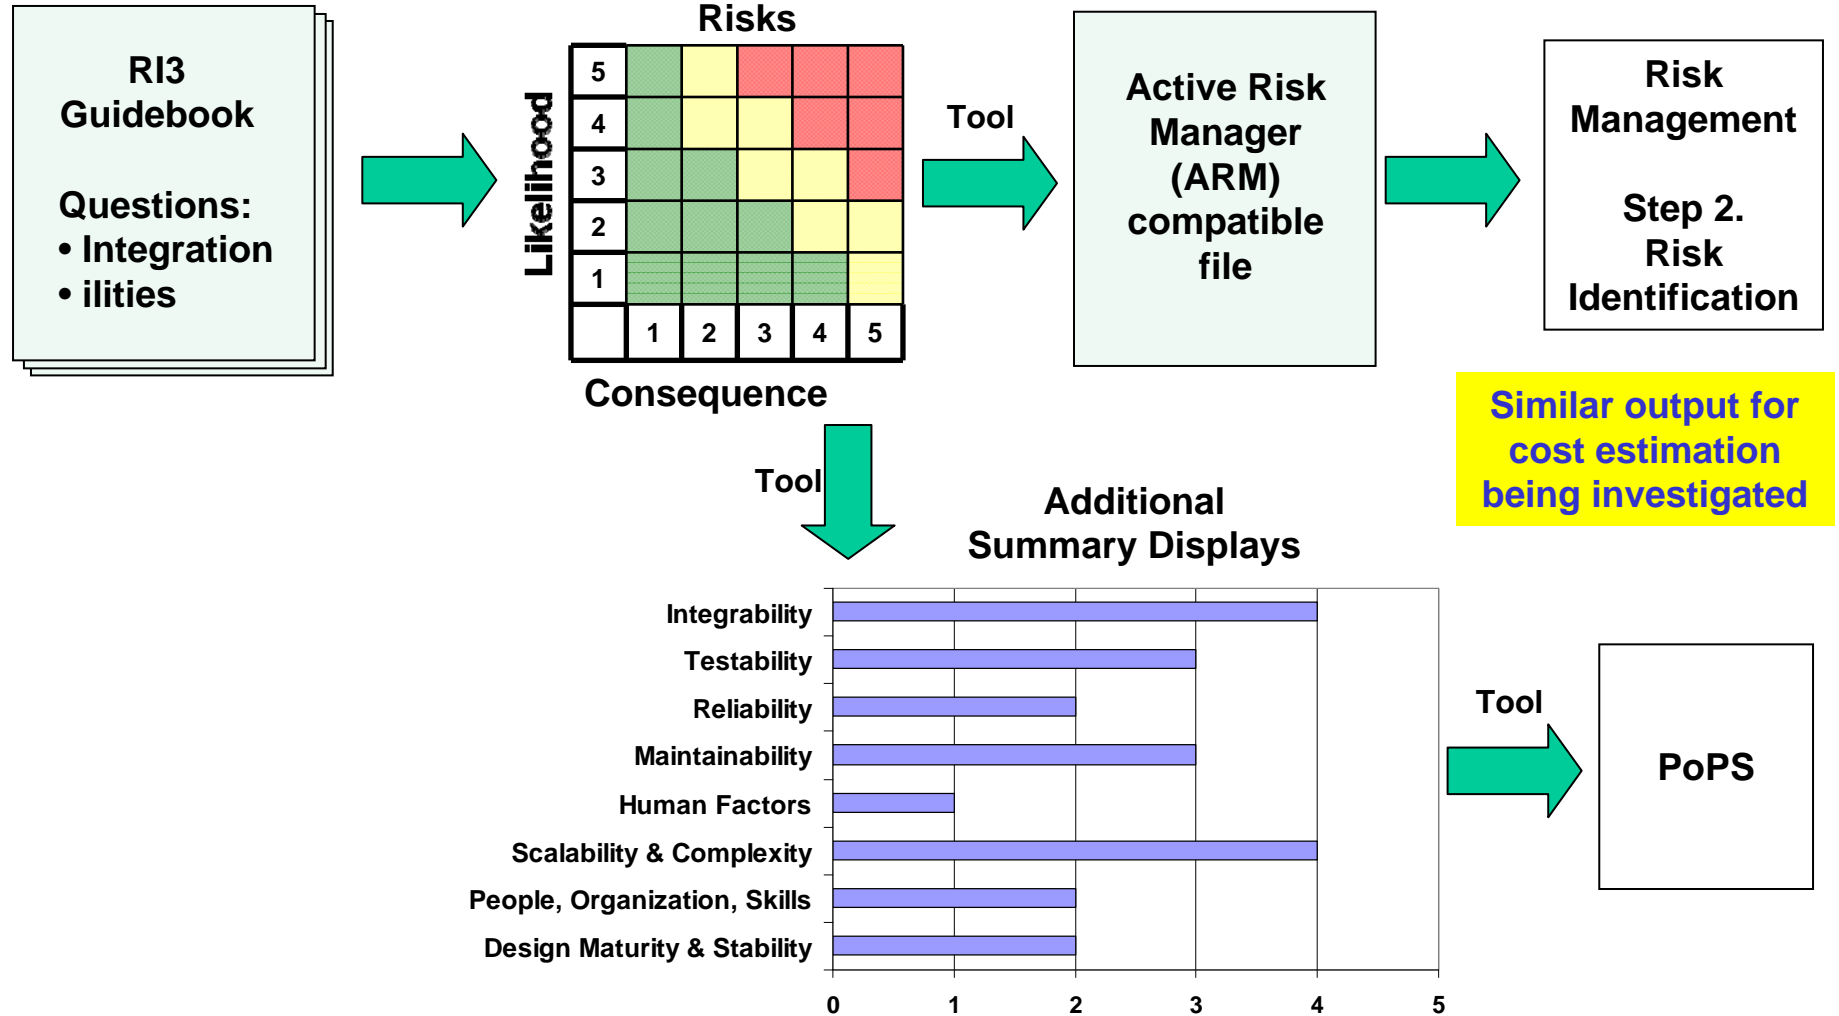 RI3
Guidebook
Questions:
• Integration
• ilities
Risks
Likelihood
5
4
3
2
1
1 2 3 4 5
Consequence
Tool
Active Risk
Manager
(ARM)
compatible
file
Risk
Management
Step 2.
Risk
Identification
Similar output for
cost estimation
being investigated
Tool
Additional
Summary Displays
Integrability
Testability
Reliability
Maintainability
Human Factors
Scalability & Complexity
People, Organization, Skills
Design Maturity & Stability
0 1 2 3 4 5
Tool
PoPS